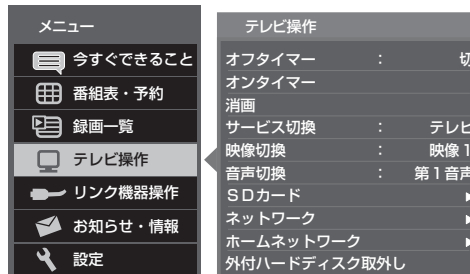 メニュー
今すぐできること
番組表・予約
録画一覧
テレビ操作
リンク機器操作
お知らせ・情報
設定
テレビ操作
オフタイマー : 切
オンタイマー
消画
サービス切換 : テレビ
映像切換 : 映像1
音声切換 : 第1音声
SDカード
ネットワーク
ホームネットワーク
外付ハードディスク取外し